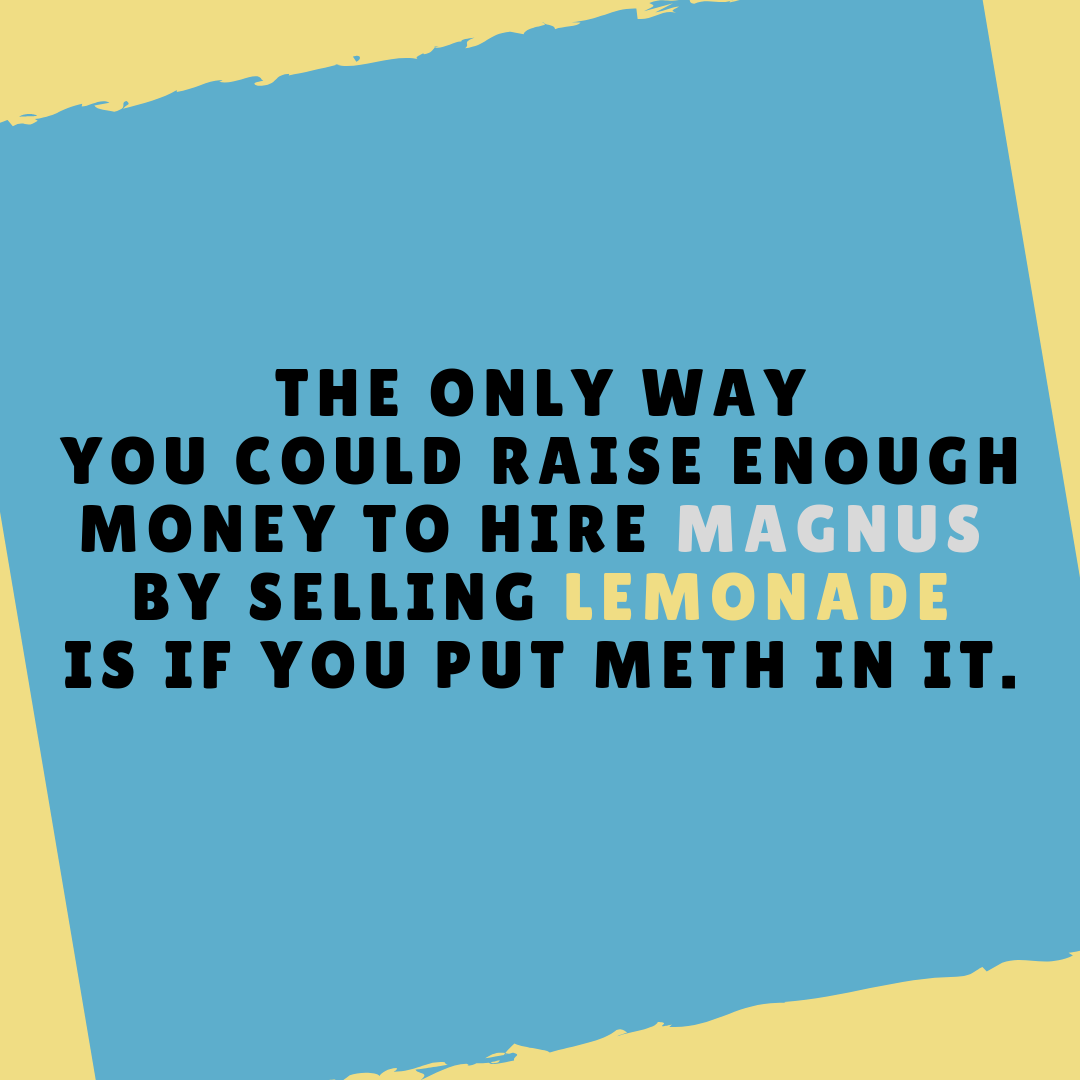 THE ONLY WAY
YOU COULD RAISE ENOUGH
MONEY TO HIRE MAGNUS
BY SELLING LEMONADE
IS IF YOU PUT METH IN IT.